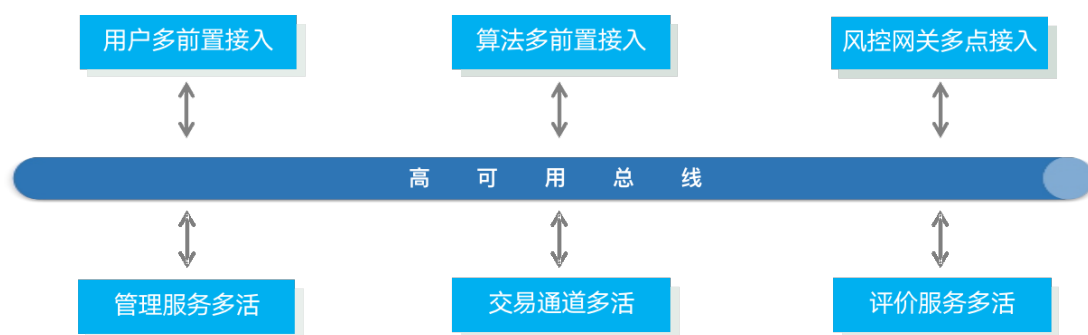 用户多前置接入
算法多前置接入
风控网关多点接入
高可用总线
管理服务多活
交易通道多活
评价服务多活